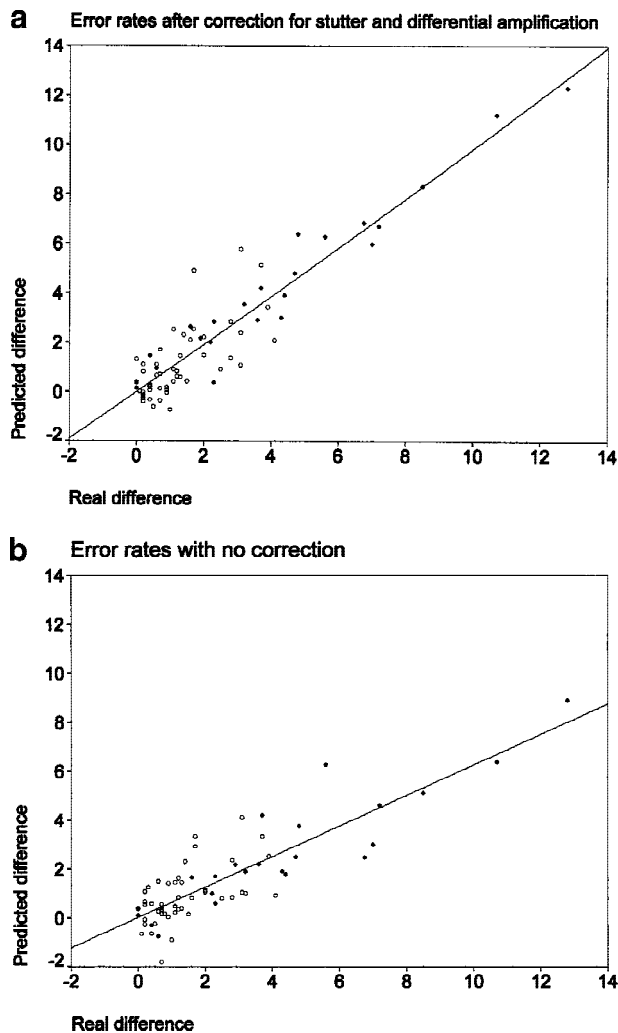 a Error rates after correction for stutter and differential amplification
14
12
10
8
6
4
2
0
-2
Predicted difference
-2 0 2 4 6 8 10 12 14
Real difference
b Error rates with no correction
14
12
10
8
6
4
2
0
-2
Predicted difference
-2 0 2 4 6 8 10 12 14
Real difference